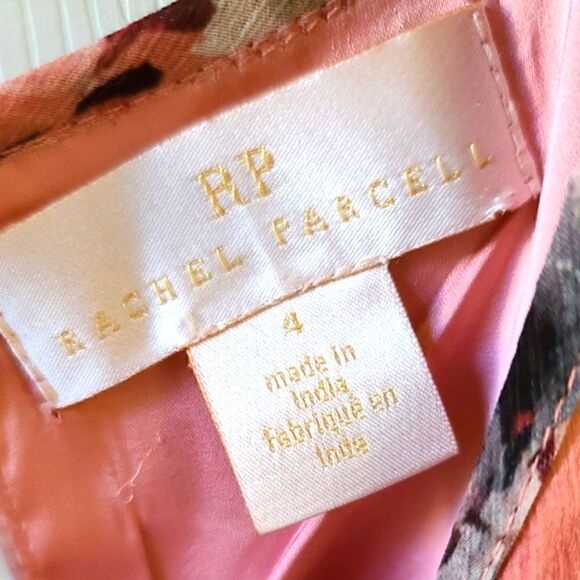 RP
RACHEL PARCELL
4
made in
India
fabriqué en
Inde